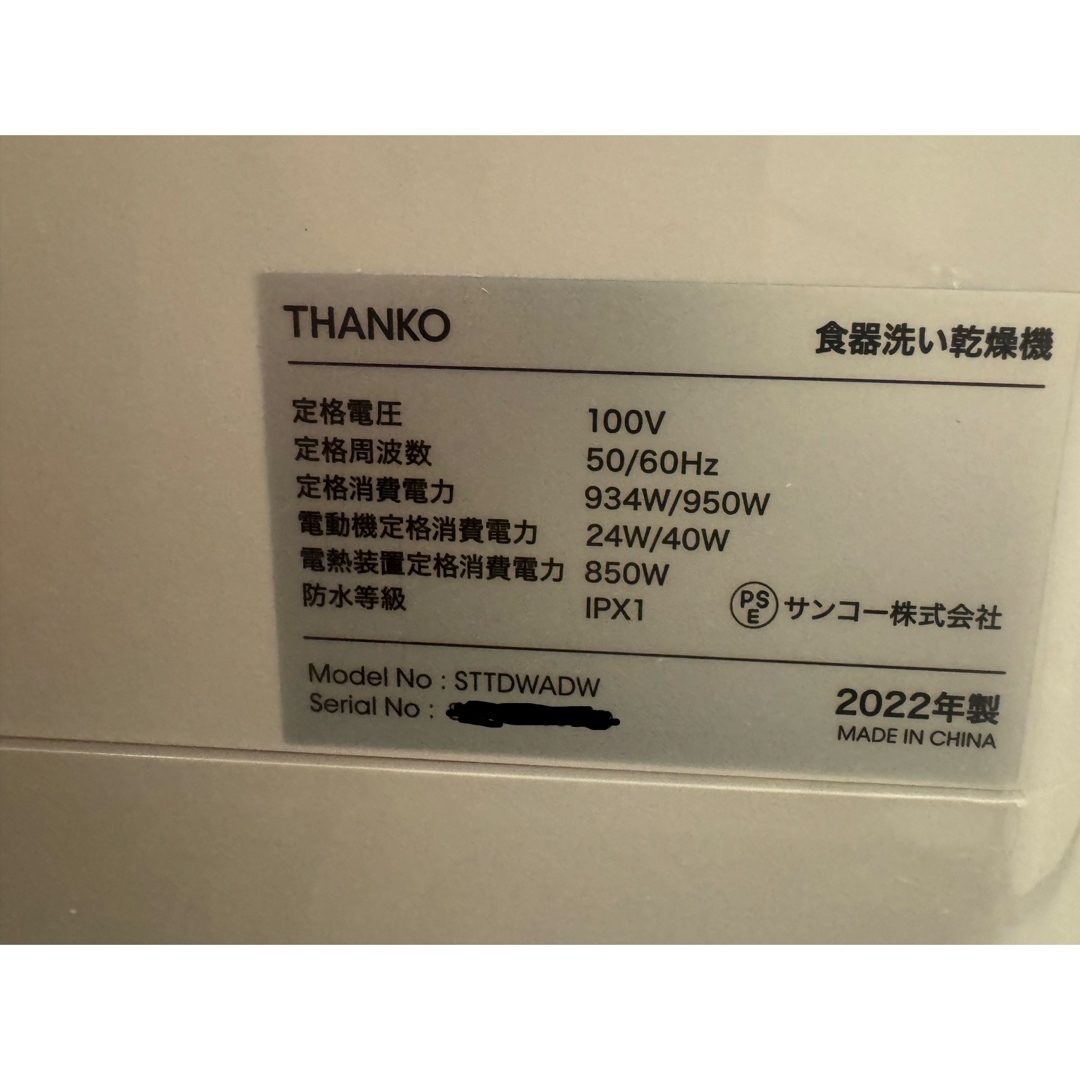 THANKO 食器洗い乾燥機
定格電圧 100V
定格周波数 50/60Hz
定格消費電力 934W/950W
電動機定格消費電力 24W/40W
電熱装置定格消費電力 850W
防水等級 IPX1
PSE サンコー株式会社
Model No : STTDWADW
Serial No :
2022年製
MADE IN CHINA